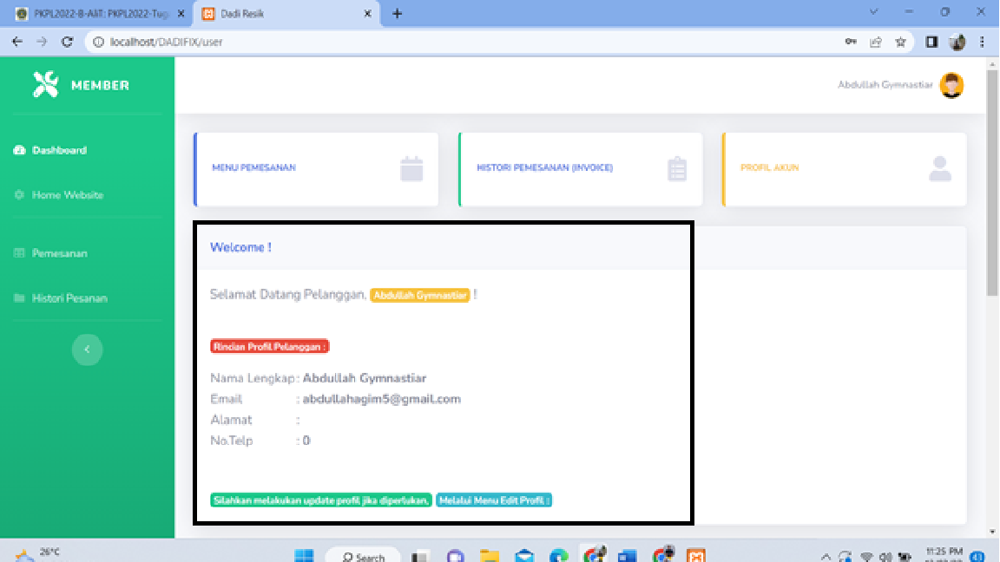 PKPL2022-B-AliT: PKPL2022-Tug
Dadi Resik
localhost/DADIFIX/user
MEMBER
Abdullah Gymnastiar
Dashboard
Home Website
Pemesanan
Histori Pesanan
MENU PEMESANAN
HISTORI PEMESANAN (INVOICE)
PROFIL AKUN
Welcome !
Selamat Datang Pelanggan, Abdullah Gymnastiar !
Rincian Profil Pelanggan :
Nama Lengkap : Abdullah Gymnastiar
Email : abdullahagim5@gmail.com
Alamat :
No.Telp : 0
Silahkan melakukan update profil jika diperlukan, Melalui Menu Edit Profil :
26°C
Search
11:25 PM
43